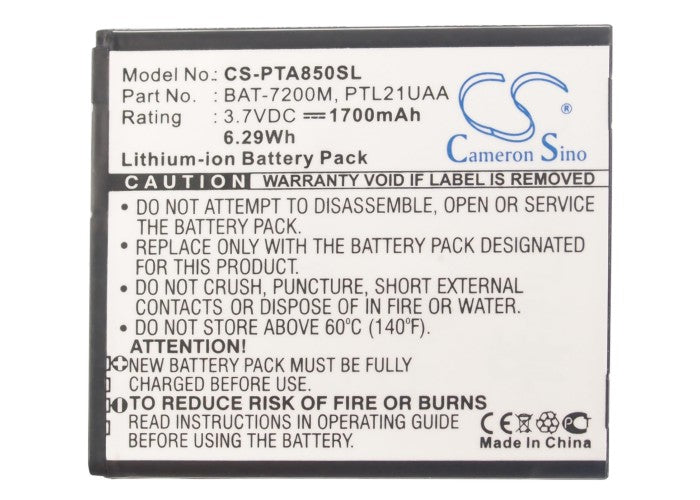 Model No.: CS-PTA850SL
: BAT-7200M, PTL21UAA
Rating : 3.7VDC ⎓1700mAh
6.29Wh
Lithium-ion Battery Pack
CS
®
Cameron Sino
CAUTION WARRANTY VOID IF LABEL IS REMOVED
• DO NOT ATTEMPT TO DISASSEMBLE, OPEN OR SERVICE
THE BATTERY PACK.
• REPLACE ONLY WITH THE BATTERY PACK DESIGNATED
FOR THIS PRODUCT.
• DO NOT CRUSH, PUNCTURE, SHORT EXTERNAL
CONTACTS OR DISPOSE OF IN FIRE OR WATER.
• DO NOT STORE ABOVE 60°C (140°F)
ATTENTION!
• NEW BATTERY PACK MUST BE FULLY
CHARGED BEFORE USE.
• TO REDUCE RISK OF FIRE OR BURNS
READ INSTRUCTIONS IN OPERATING GUIDE
BEFORE USING BATTERY PACK.
CE
Made In China